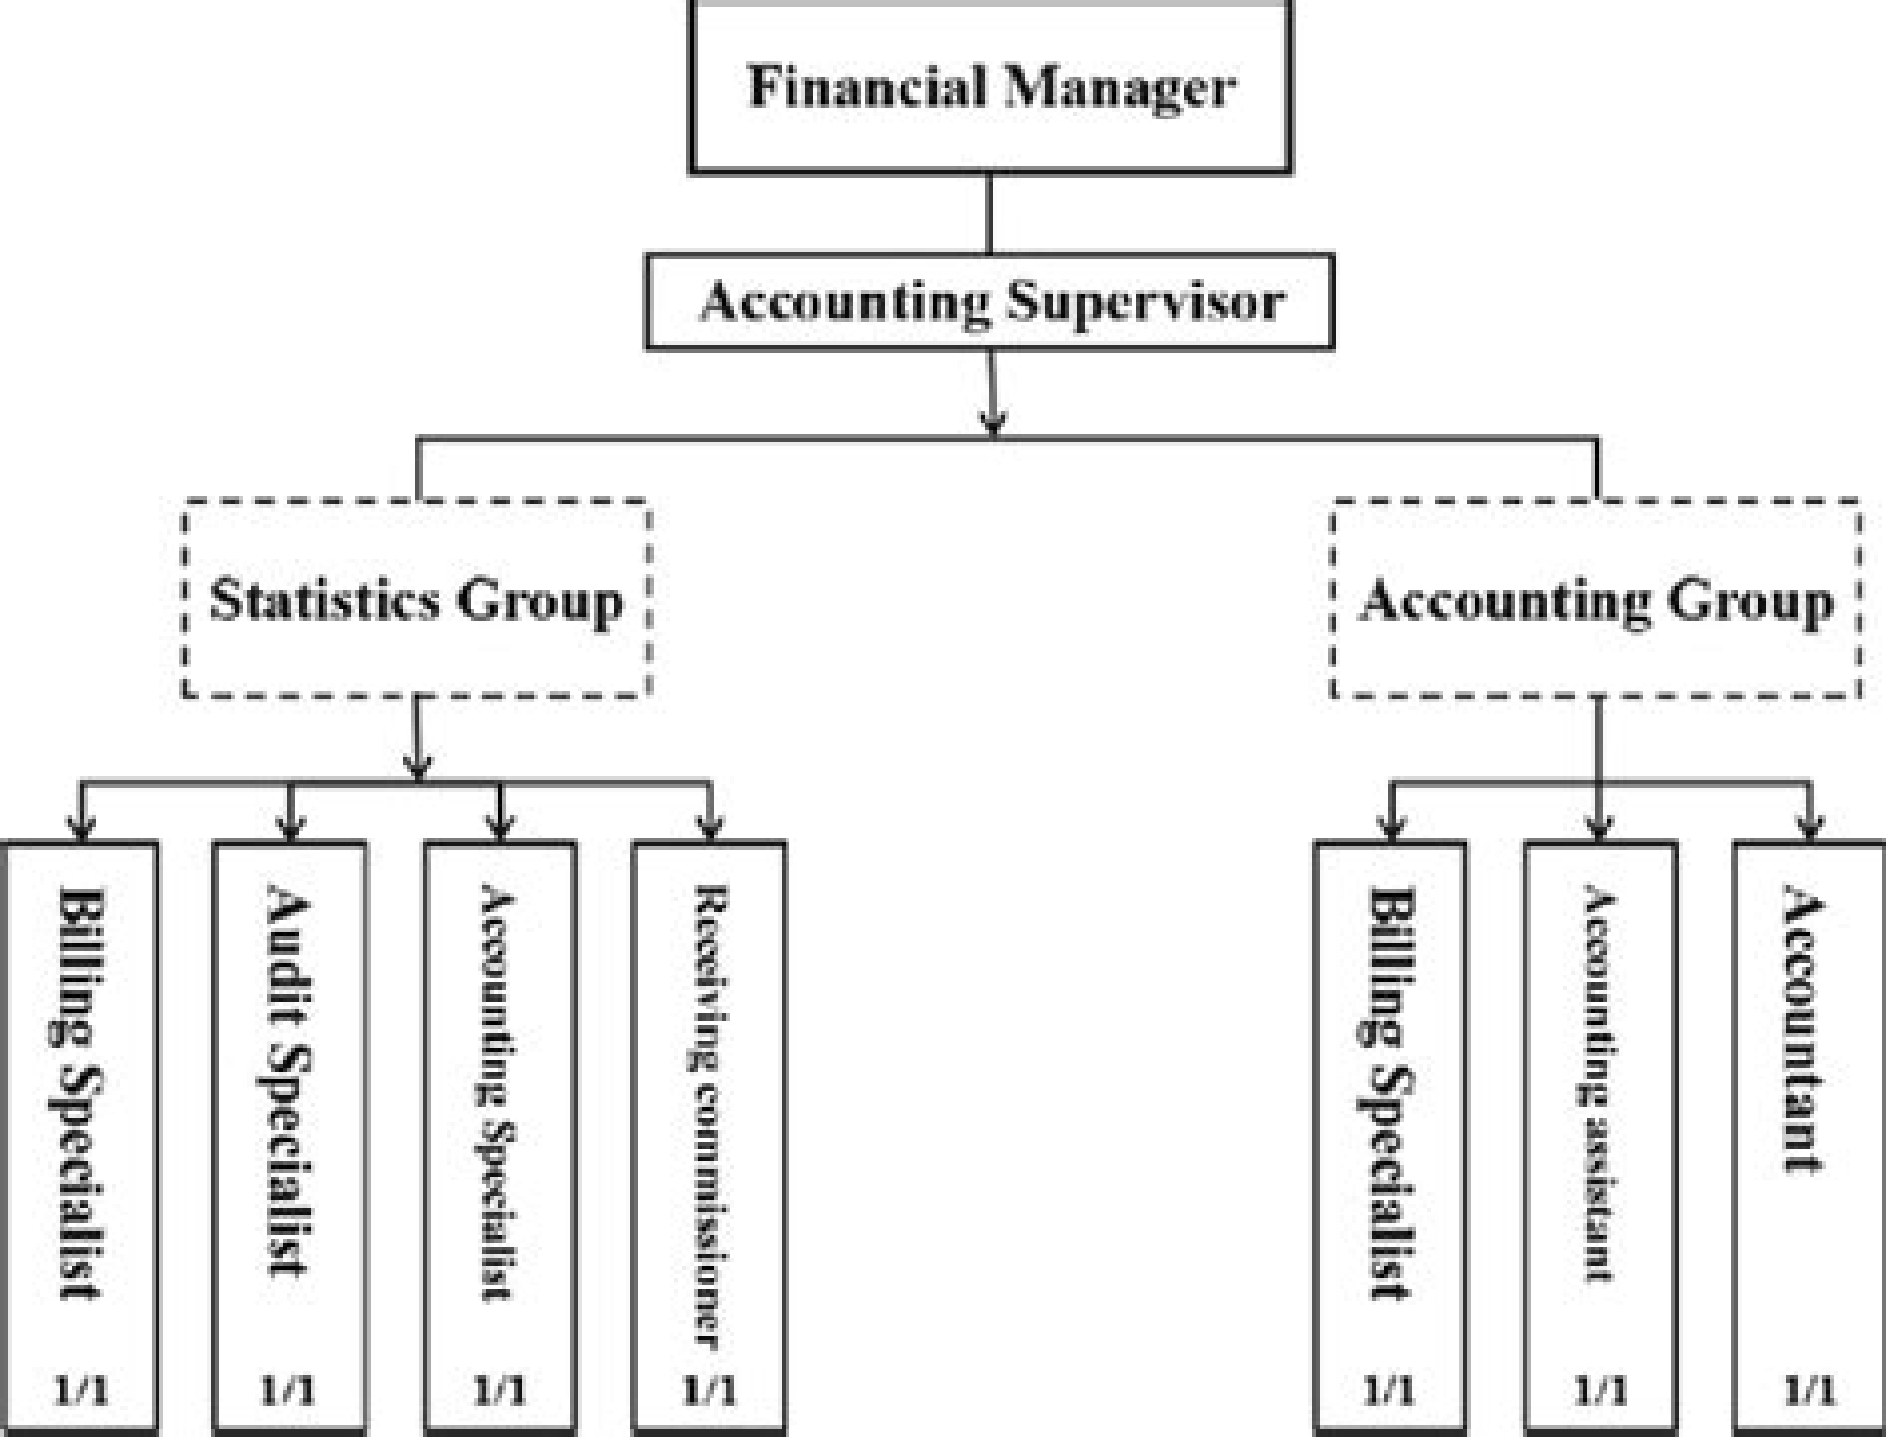 Financial Manager
Accounting Supervisor
Statistics Group
Accounting Group
Billing Specialist
1/1
Audit Specialist
1/1
Accounting Specialist
1/1
Receiving commissioner
1/1
Billing Specialist
1/1
Accounting assistant
1/1
Accountant
1/1